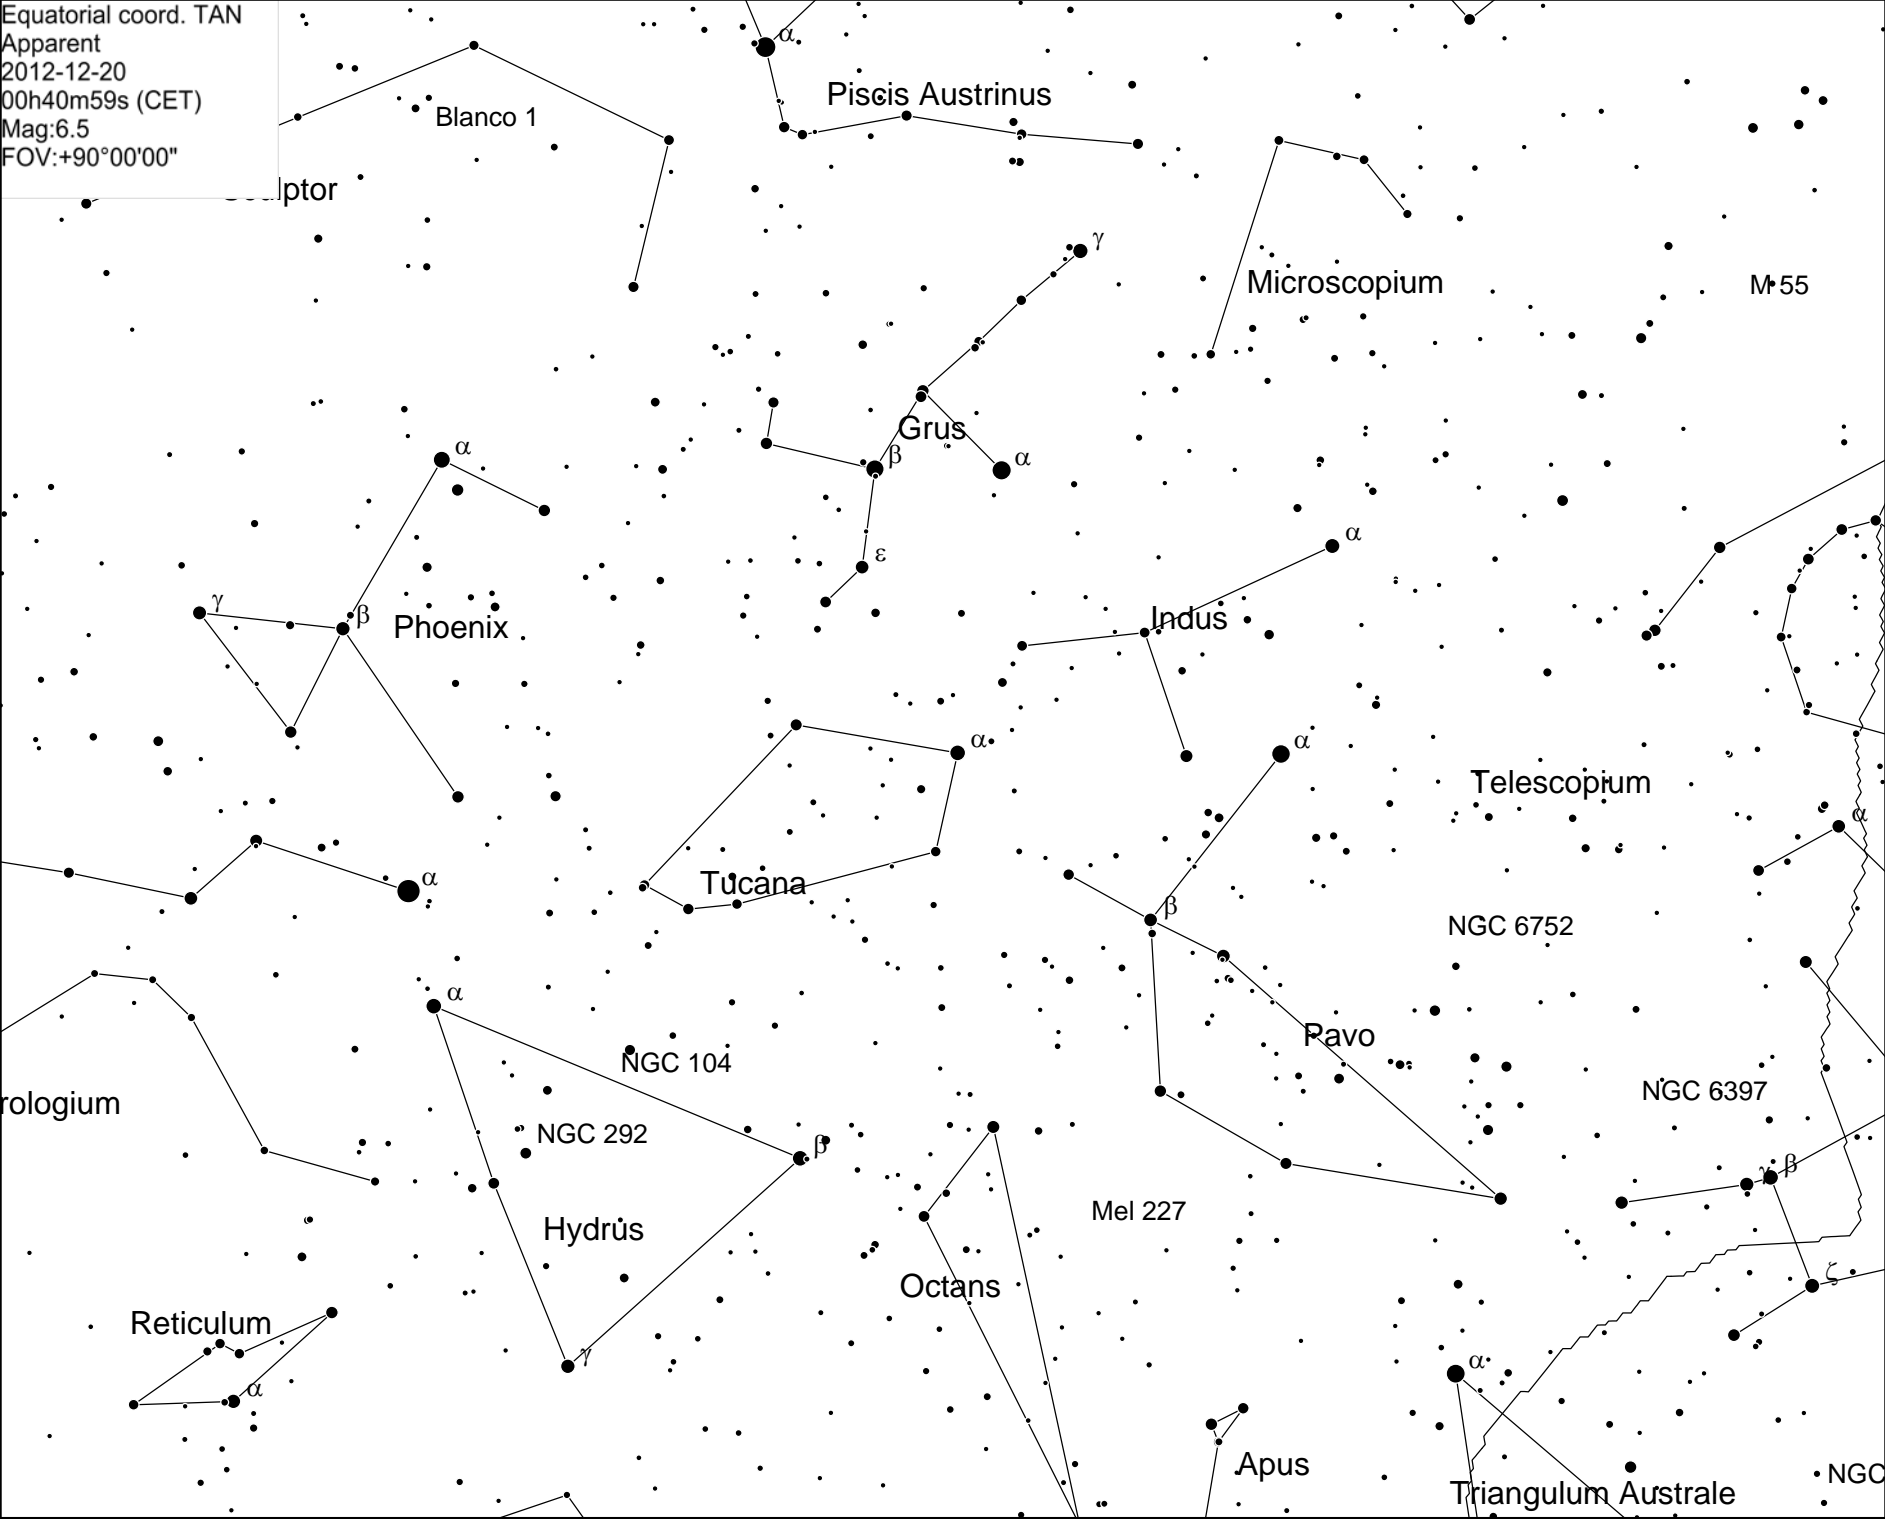 Equatorial coord. TAN
Apparent
2012-12-20
00h40m59s (CET)
Mag:6.5
FOV:+90°00'00"
α
Piscis Austrinus
Blanco 1
lptor
γ
Microscopium
M 55
Grus
α
β
α
ε
α
γ
β
Phoenix
Indus
α
α
Telescopium
α
α
Tucana
β
NGC 6752
α
Pavo
NGC 104
NGC 6397
rologium
NGC 292
β
γ
β
Mel 227
Hydrus
Octans
ζ
Reticulum
γ
α
α
Apus
NGC
Triangulum Australe